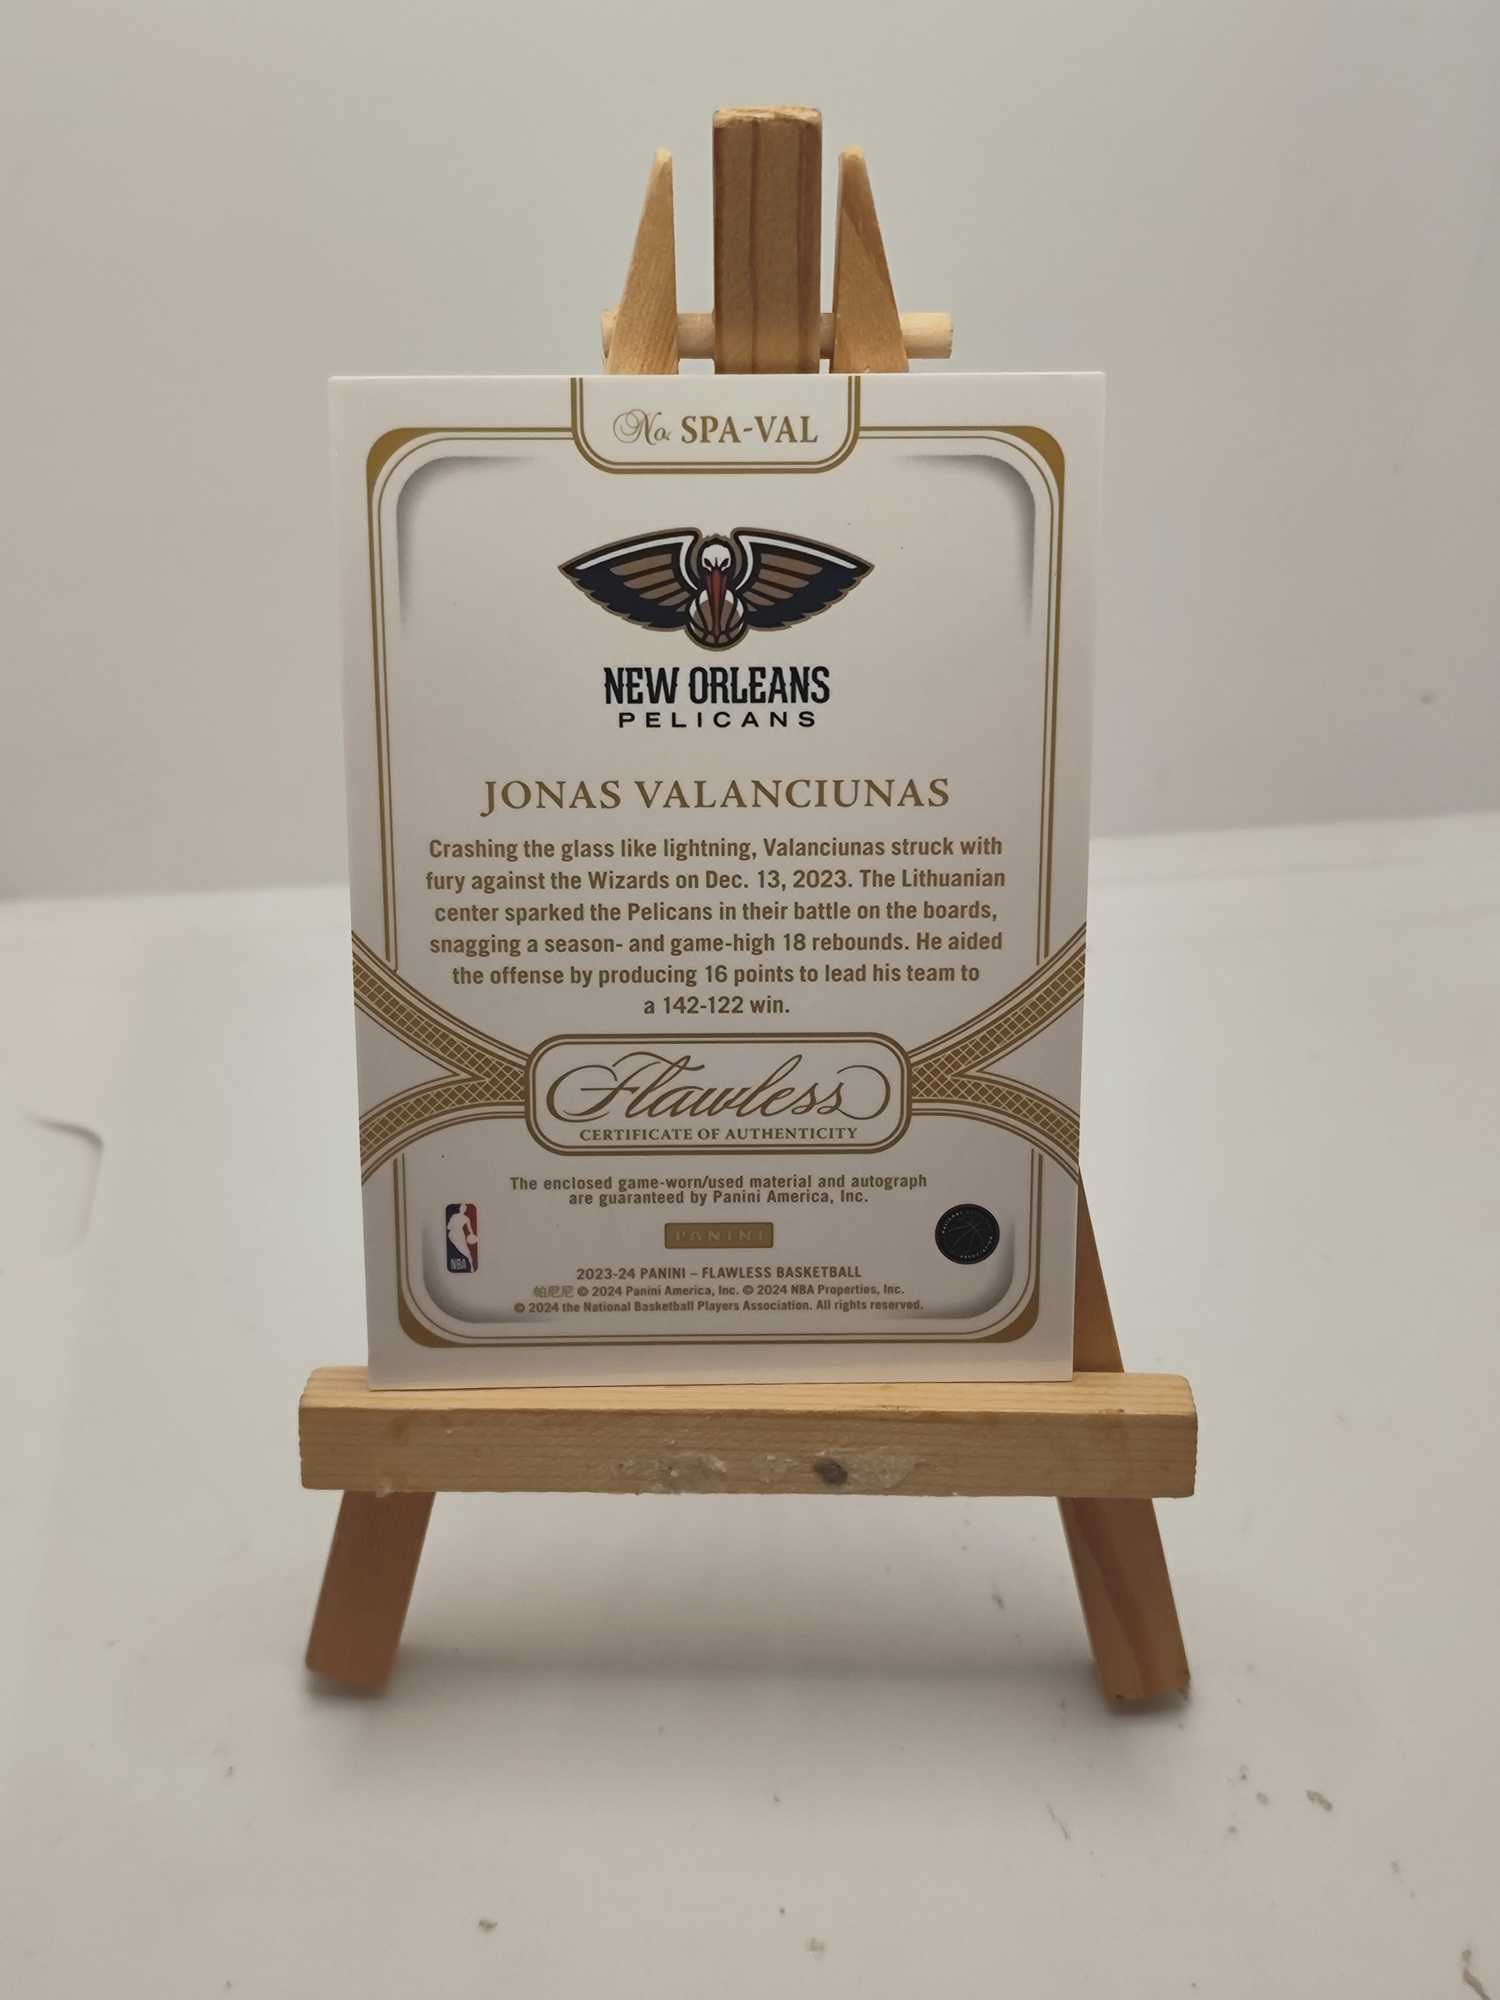 No. SPA-VAL
NEW ORLEANS
PELICANS
JONAS VALANCIUNAS
Crashing the glass like lightning, Valanciunas struck with
fury against the Wizards on Dec. 13, 2023. The Lithuanian
center sparked the Pelicans in their battle on the boards,
snagging a season- and game-high 18 rebounds. He aided
the offense by producing 16 points to lead his team to
a 142-122 win.
Flawless
CERTIFICATE OF AUTHENTICITY
The enclosed game-worn/used material and autograph
are guaranteed by Panini America, Inc.
NBA
PANINI
2023-24 PANINI – FLAWLESS BASKETBALL
帕尼尼 © 2024 Panini America, Inc. © 2024 NBA Properties, Inc.
© 2024 the National Basketball Players Association. All rights reserved.